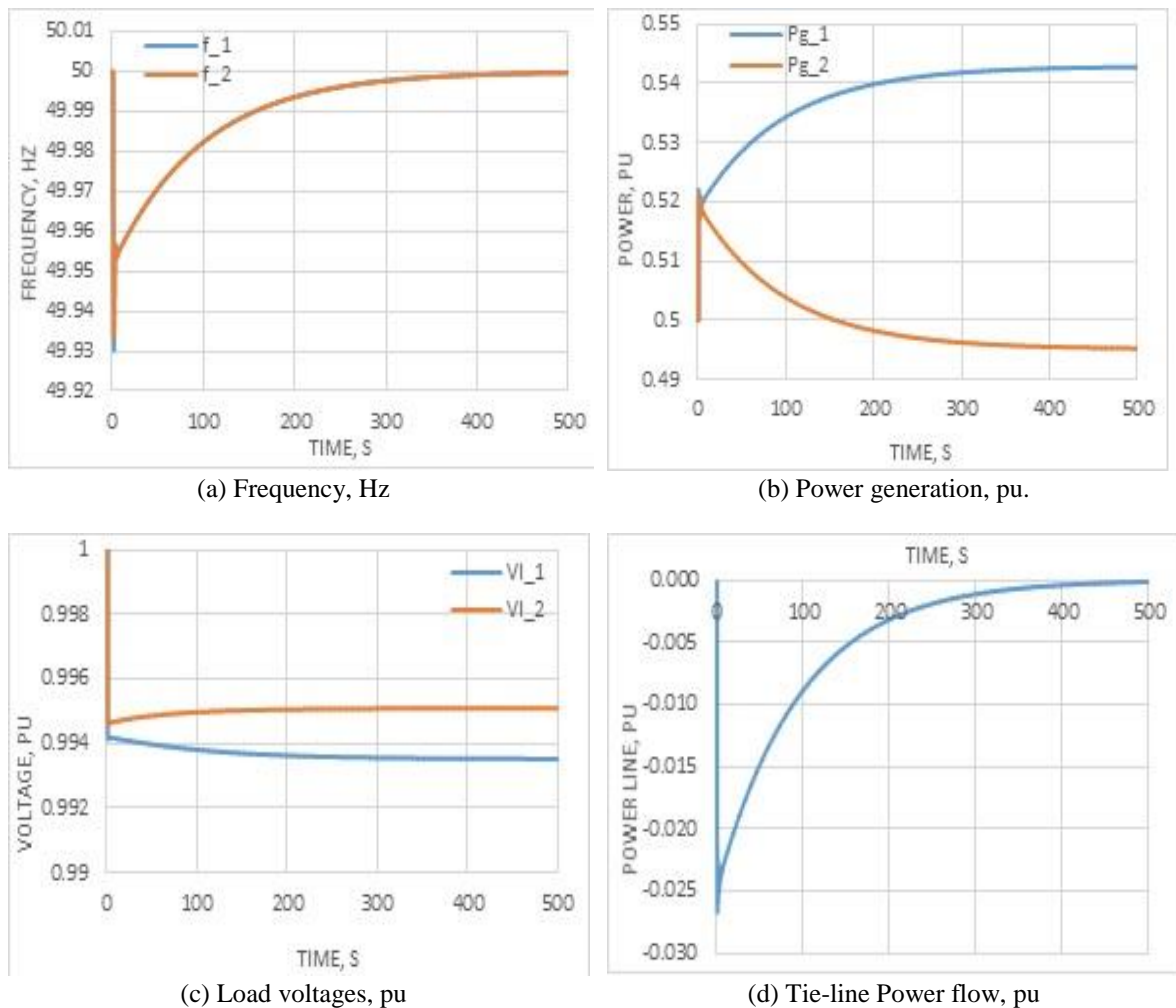 50.01
50
49.99
49.98
49.97
49.96
49.95
49.94
49.93
49.92
FREQUENCY, HZ
f_1
f_2
0 100 200 300 400 500
TIME, S
(a) Frequency, Hz
0.55
0.54
0.53
0.52
0.51
0.5
0.49
POWER, PU
Pg_1
Pg_2
0 100 200 300 400 500
TIME, S
(b) Power generation, pu.
1
0.998
0.996
0.994
0.992
0.99
VOLTAGE, PU
Vl_1
Vl_2
0 100 200 300 400 500
TIME, S
(c) Load voltages, pu
TIME, S
0.000
-0.005
-0.010
-0.015
-0.020
-0.025
-0.030
POWER LINE, PU
0 100 200 300 400 500
(d) Tie-line Power flow, pu